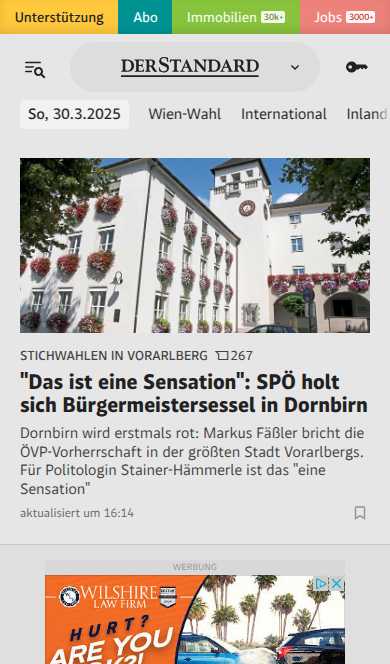 Unterstützung Abo Immobilien 30k+ Jobs 3000+
DERSTANDARD
So, 30.3.2025 Wien-Wahl International Inland
STICHWAHLEN IN VORARLBERG 267
"Das ist eine Sensation": SPÖ holt
sich Bürgermeistersessel in Dornbirn
Dornbirn wird erstmals rot: Markus Fäßler bricht die
ÖVP-Vorherrschaft in der größten Stadt Vorarlbergs.
Für Politologin Stainer-Hämmerle ist das "eine
Sensation"
aktualisiert um 16:14
WERBUNG
WILSHIRE
LAW FIRM
HURT?
ARE YOU